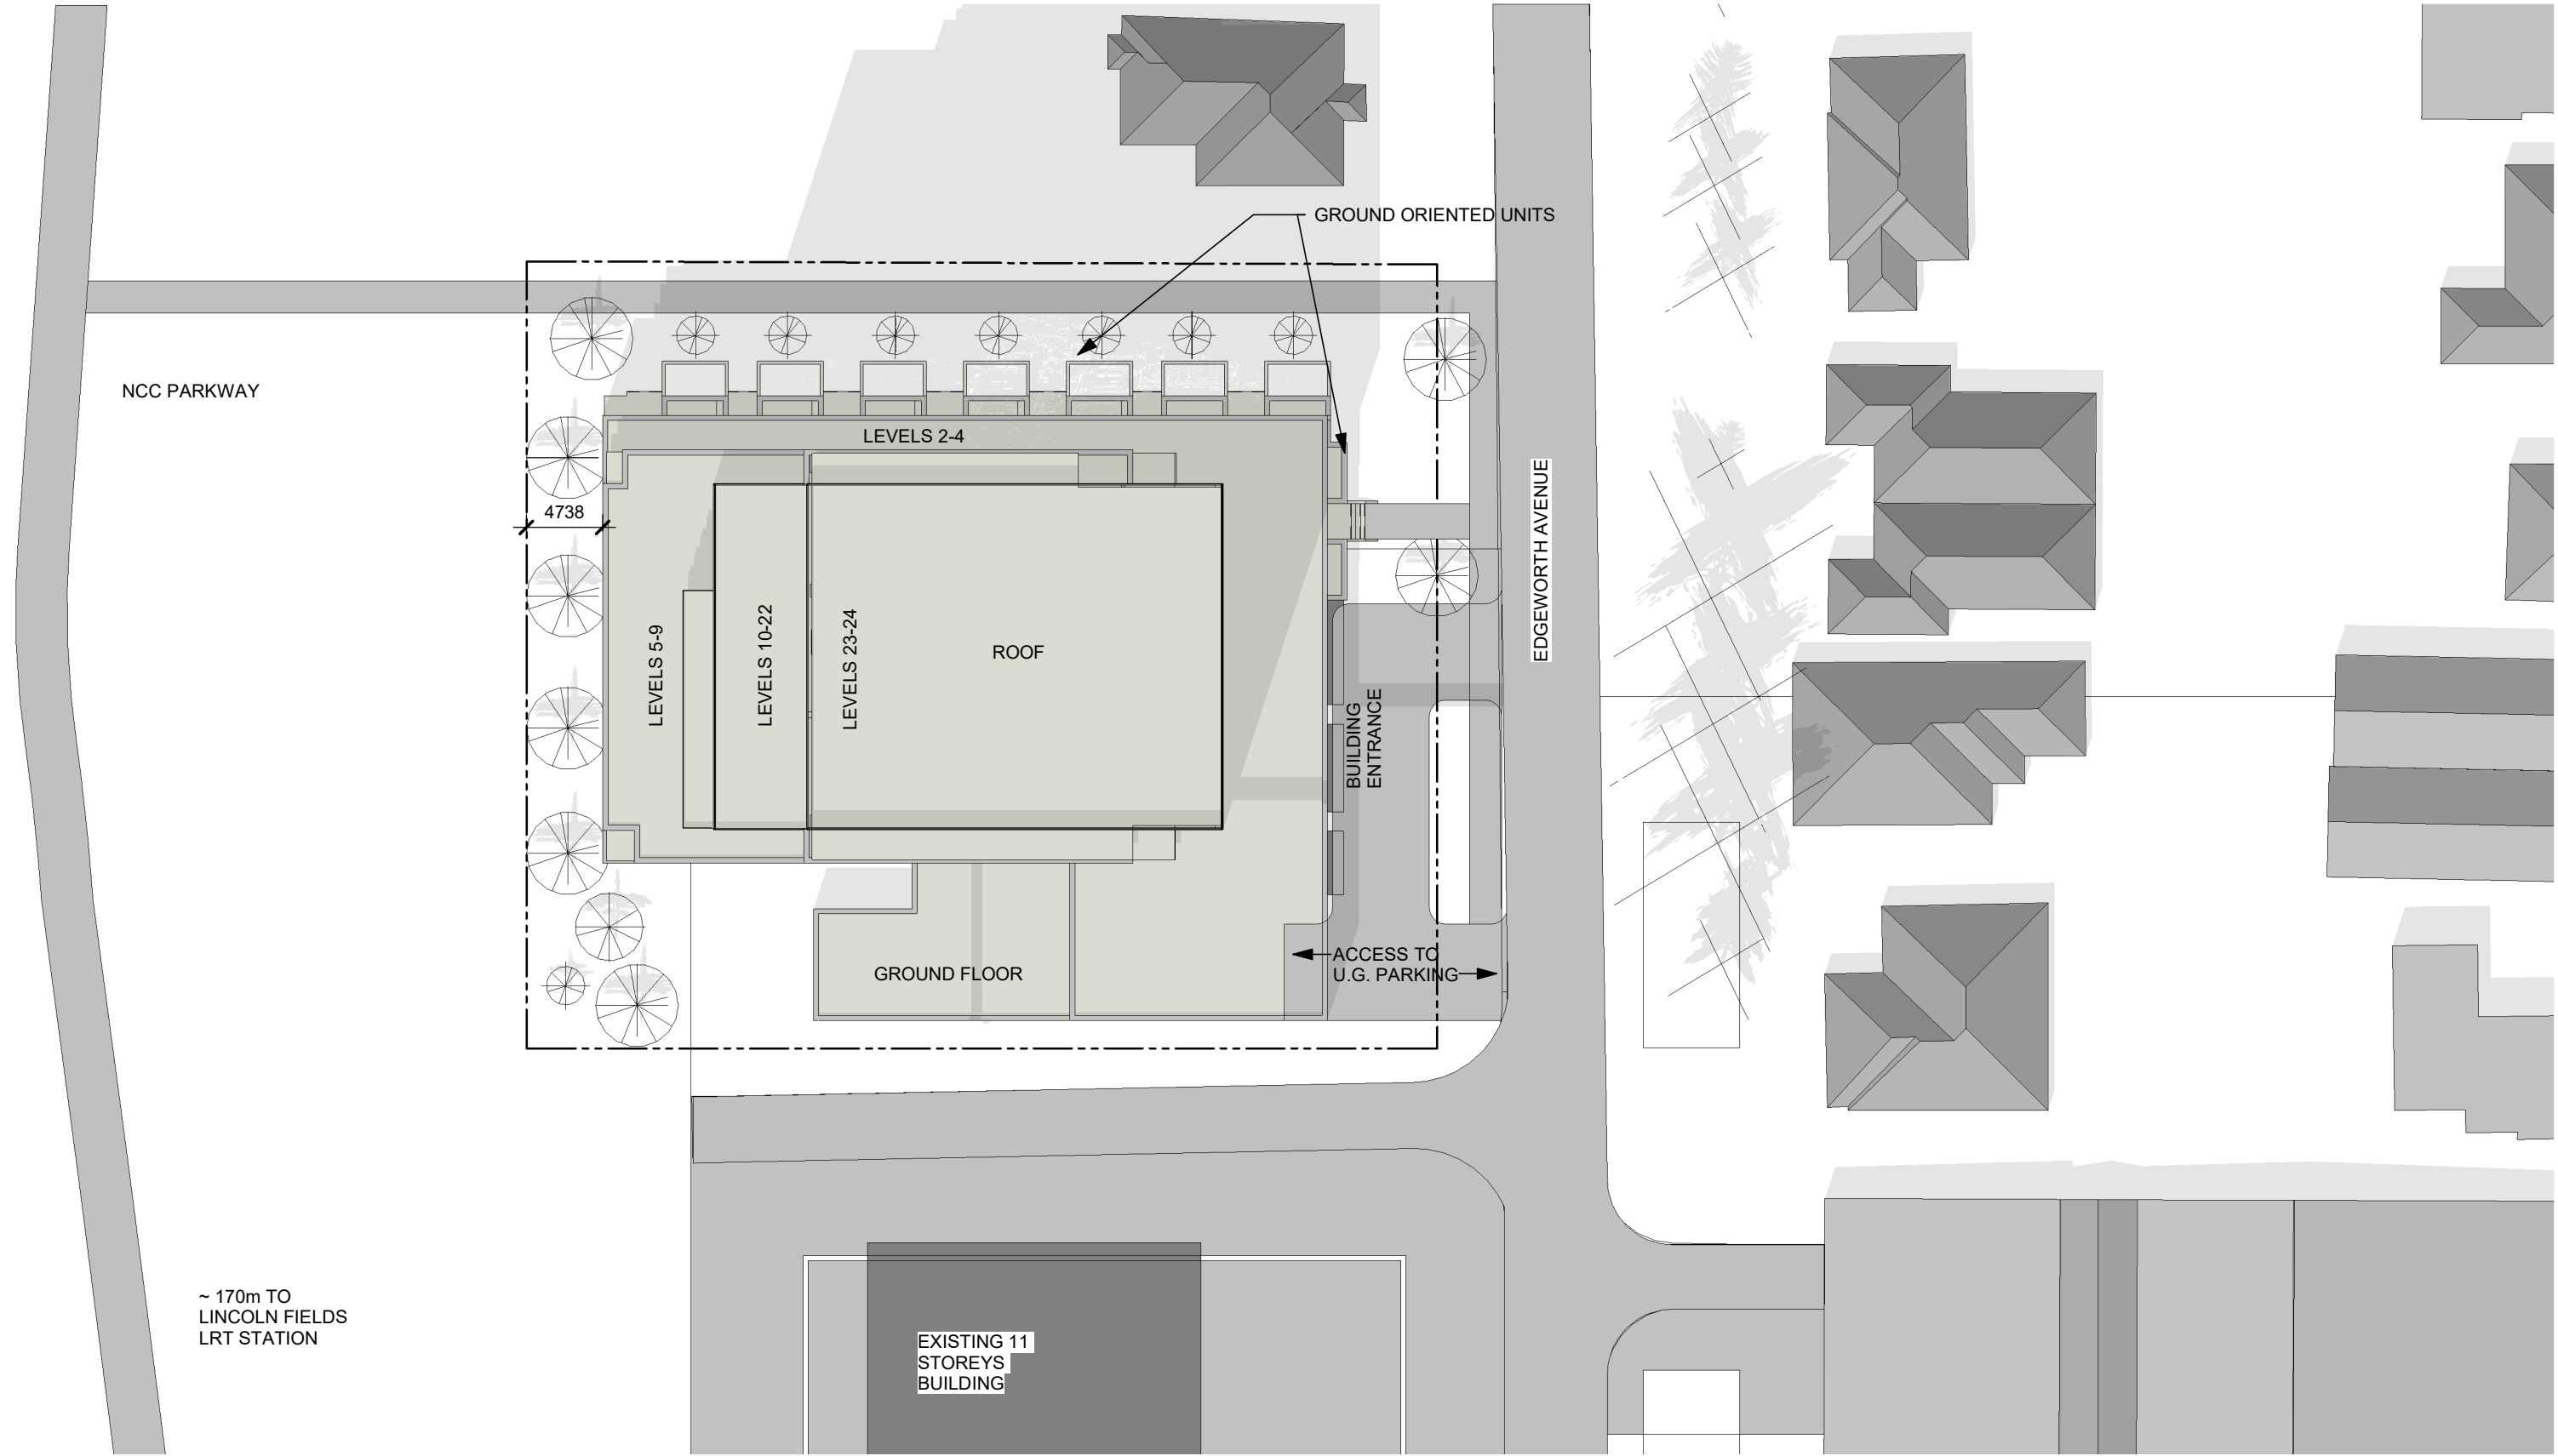 GROUND ORIENTED UNITS
NCC PARKWAY
LEVELS 2-4
4738
EDGEWORTH AVENUE
LEVELS 5-9
LEVELS 10-22
LEVELS 23-24
ROOF
BUILDING
ENTRANCE
ACCESS TO
U.G. PARKING
GROUND FLOOR
~ 170m TO
LINCOLN FIELDS
LRT STATION
EXISTING 11
STOREYS
BUILDING